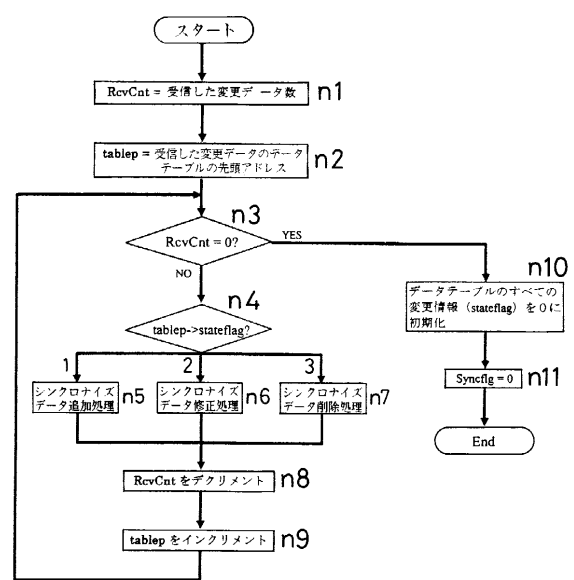 スタート
RcvCnt = 受信した変更データ数
n1
tablep = 受信した変更データのデータ
テーブルの先頭アドレス
n2
n3
RcvCnt = 0?
YES
NO
n10
データテーブルのすべての
変更情報(stateflag)を0に
初期化
n4
tablep->stateflag?
Syncflg = 0
n11
1
2
3
シンクロナイズ
データ追加処理
n5
シンクロナイズ
データ修正処理
n6
シンクロナイズ
データ削除処理
n7
End
RcvCnt をデクリメント
n8
tablep をインクリメント
n9